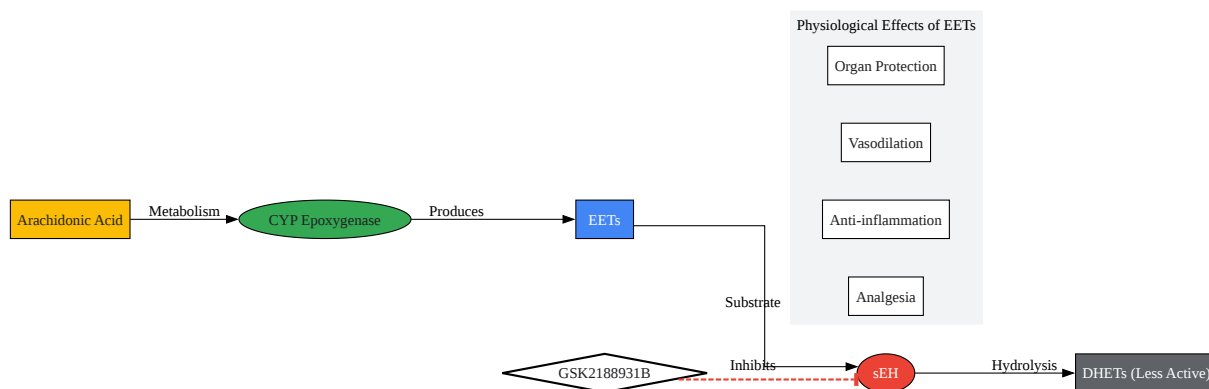 Physiological Effects of EETs
Organ Protection
Vasodilation
Arachidonic Acid
Metabolism
CYP Epoxygenase
Produces
EETs
Anti-inflammation
Analgesia
Substrate
GSK2188931B
Inhibits
sEH
Hydrolysis
DHETs (Less Active)